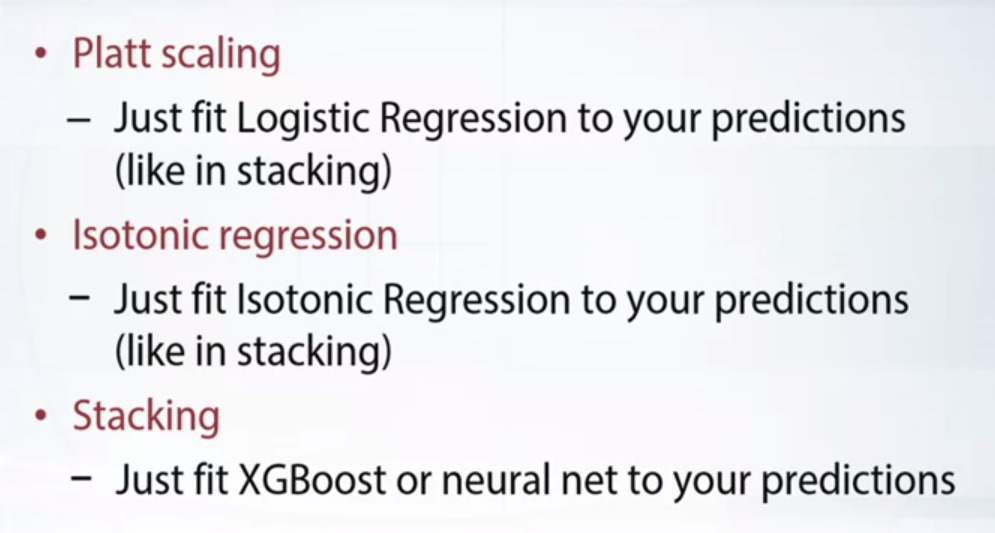 • Platt scaling
– Just fit Logistic Regression to your predictions
(like in stacking)
• Isotonic regression
– Just fit Isotonic Regression to your predictions
(like in stacking)
• Stacking
– Just fit XGBoost or neural net to your predictions